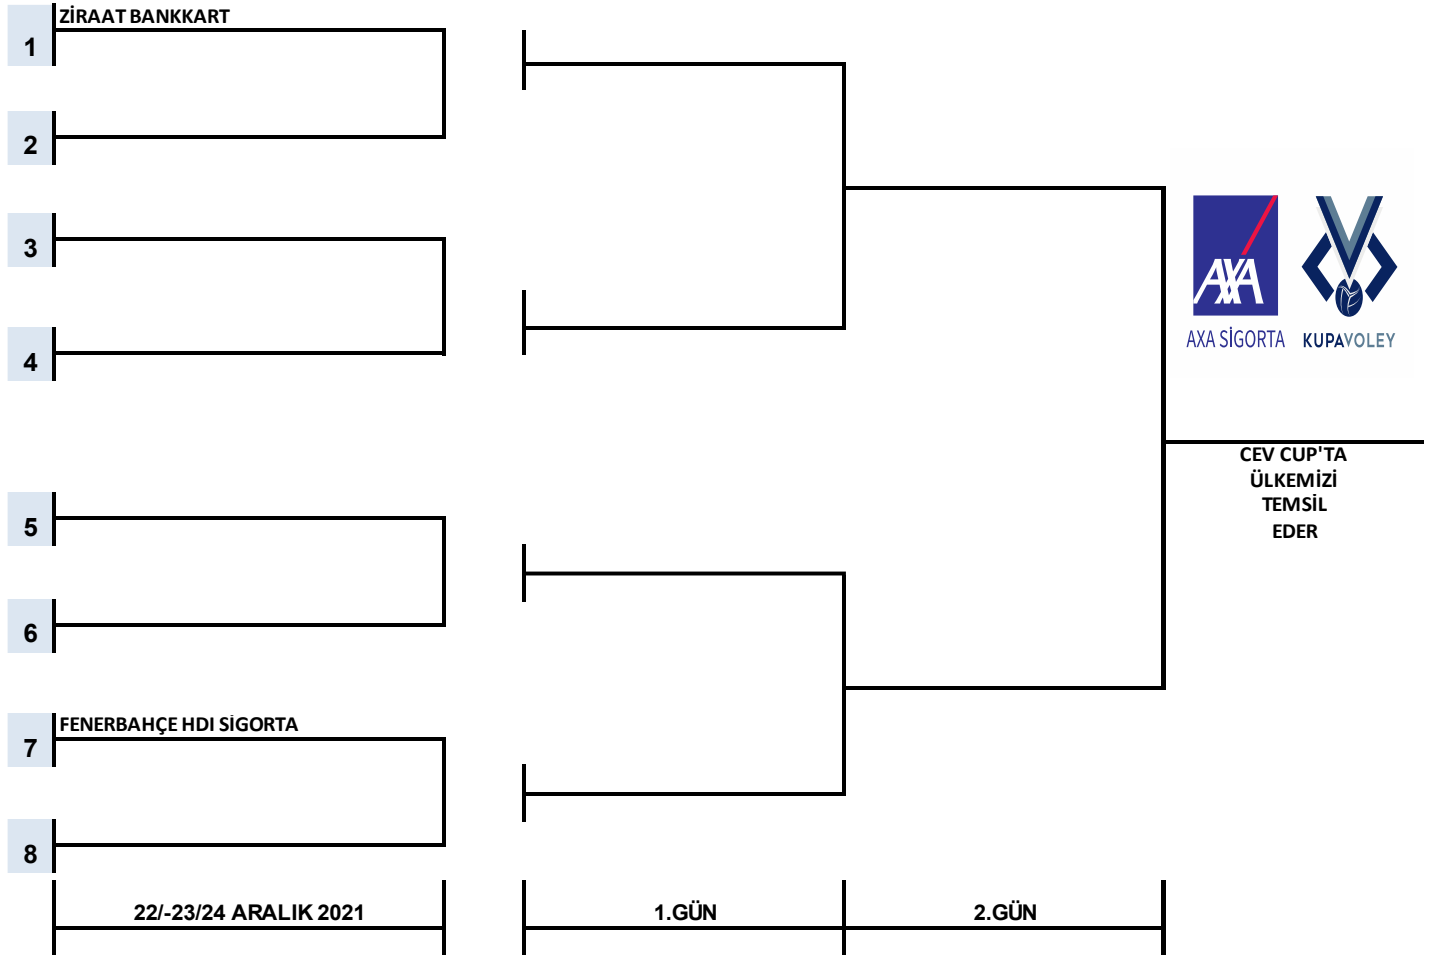 1
ZİRAAT BANKKART
2
3
4
AXA
AXA SİGORTA
KUPAVOLEY
CEV CUP'TA
ÜLKEMİZİ
TEMSİL
EDER
5
6
7
FENERBAHÇE HDI SİGORTA
8
22/-23/24 ARALIK 2021
1.GÜN
2.GÜN